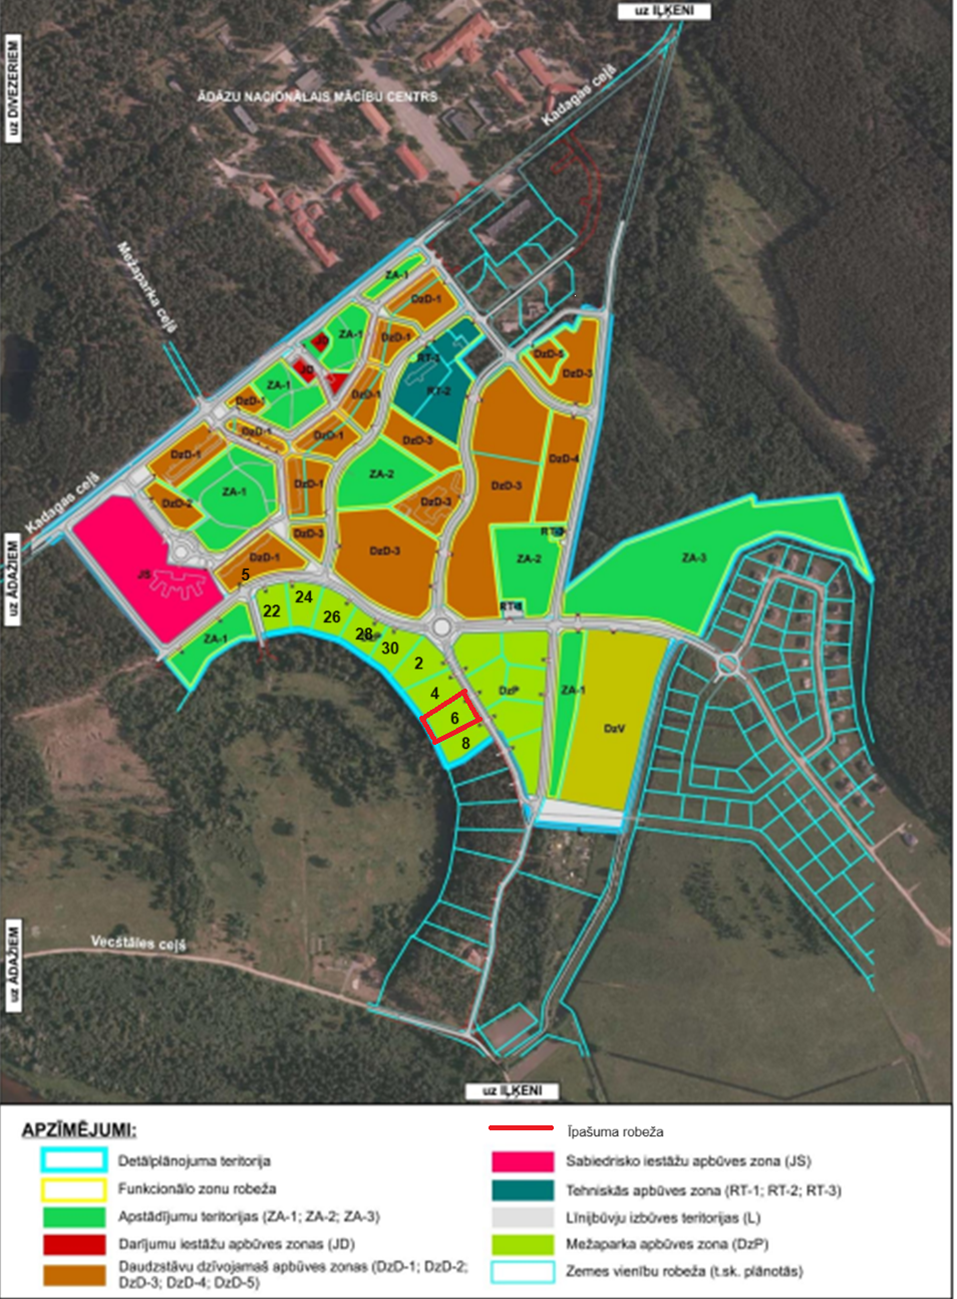 uz IĻĶENI
uz DIVEZERIEM
ĀDAŽU NACIONĀLAIS MĀCĪBU CENTRS
Kadagas ceļš
Mežaparka ceļš
ZA-1
DzD-1
ZA-1
JD
DzD-1
RT-1
DzD-5
DzD-3
JD
ZA-1
RT-2
DzD-1
DzD-1
DzD-1
DzD-1
DzD-3
DzD-1
DzD-4
ZA-2
Kadagas ceļš
DzD-1
ZA-1
DzD-3
DzD-2
DzD-3
DzD-3
DzD-1
ZA-2
ZA-3
DzD-3
uz ĀDAŽIEM
JS
5
22
24
26
28
30
2
4
6
8
ZA-1
DzP
ZA-1
DzV
Vecštāles ceļš
uz ĀDAŽIEM
uz IĻĶENI
APZĪMĒJUMI:
Īpašuma robeža
Detālplānojuma teritorija
Sabiedrisko iestāžu apbūves zona (JS)
Funkcionālo zonu robeža
Tehniskās apbūves zona (RT-1; RT-2; RT-3)
Apstādījumu teritorijas (ZA-1; ZA-2; ZA-3)
Līnijbūvju izbūves teritorijas (L)
Darījumu iestāžu apbūves zonas (JD)
Mežaparka apbūves zona (DzP)
Daudzstāvu dzīvojamaš apbūves zonas (DzD-1; DzD-2;
DzD-3; DzD-4; DzD-5)
Zemes vienību robeža (t.sk. plānotās)